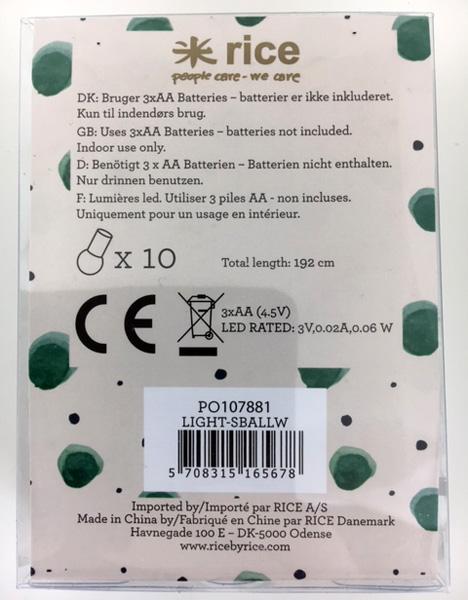 rice
people care - we care
DK: Bruger 3xAA Batteries – batterier er ikke inkluderet.
Kun til indendørs brug.
GB: Uses 3xAA Batteries – batteries not included.
Indoor use only.
D: Benötigt 3 x AA Batterien – Batterien nicht enthalten.
Nur drinnen benutzen.
F: Lumières led. Utiliser 3 piles AA - non incluses.
Uniquement pour un usage en intérieur.
x 10
Total length: 192 cm
CE
3xAA (4.5V)
LED RATED: 3V,0.02A,0.06 W
PO107881
LIGHT-SBALLW
5 708315 165678
Imported by/Importé par RICE A/S
Made in China by/Fabriqué en Chine par RICE Danemark
Havnegade 100 E – DK-5000 Odense
www.ricebyrice.com